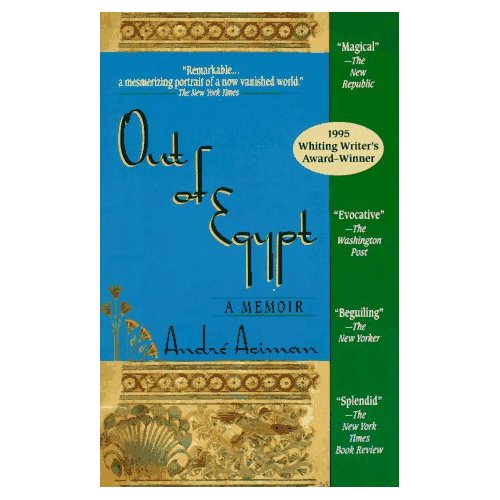 "Remarkable...
a mesmerizing portrait of a now vanished world."
The New York Times
Out
of
Egypt
A MEMOIR
André Aciman
"Magical"
—The
New
Republic
1995
Whiting Writer's
Award–Winner
"Evocative"
—The
Washington
Post
"Beguiling"
—The
New Yorker
"Splendid"
—The
New York
Times
Book Review